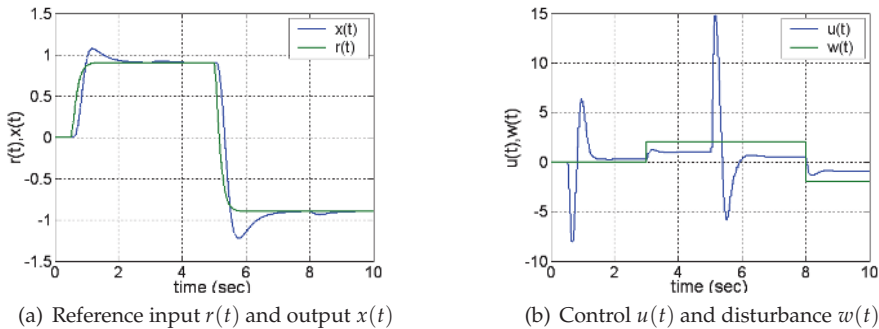 x(t)
r(t)
r(t),x(t)
1.5
1
0.5
0
-0.5
-1
-1.5
0 2 4 6 8 10
time (sec)
(a) Reference input r(t) and output x(t)
u(t)
w(t)
u(t),w(t)
15
10
5
0
-5
-10
0 2 4 6 8 10
time (sec)
(b) Control u(t) and disturbance w(t)